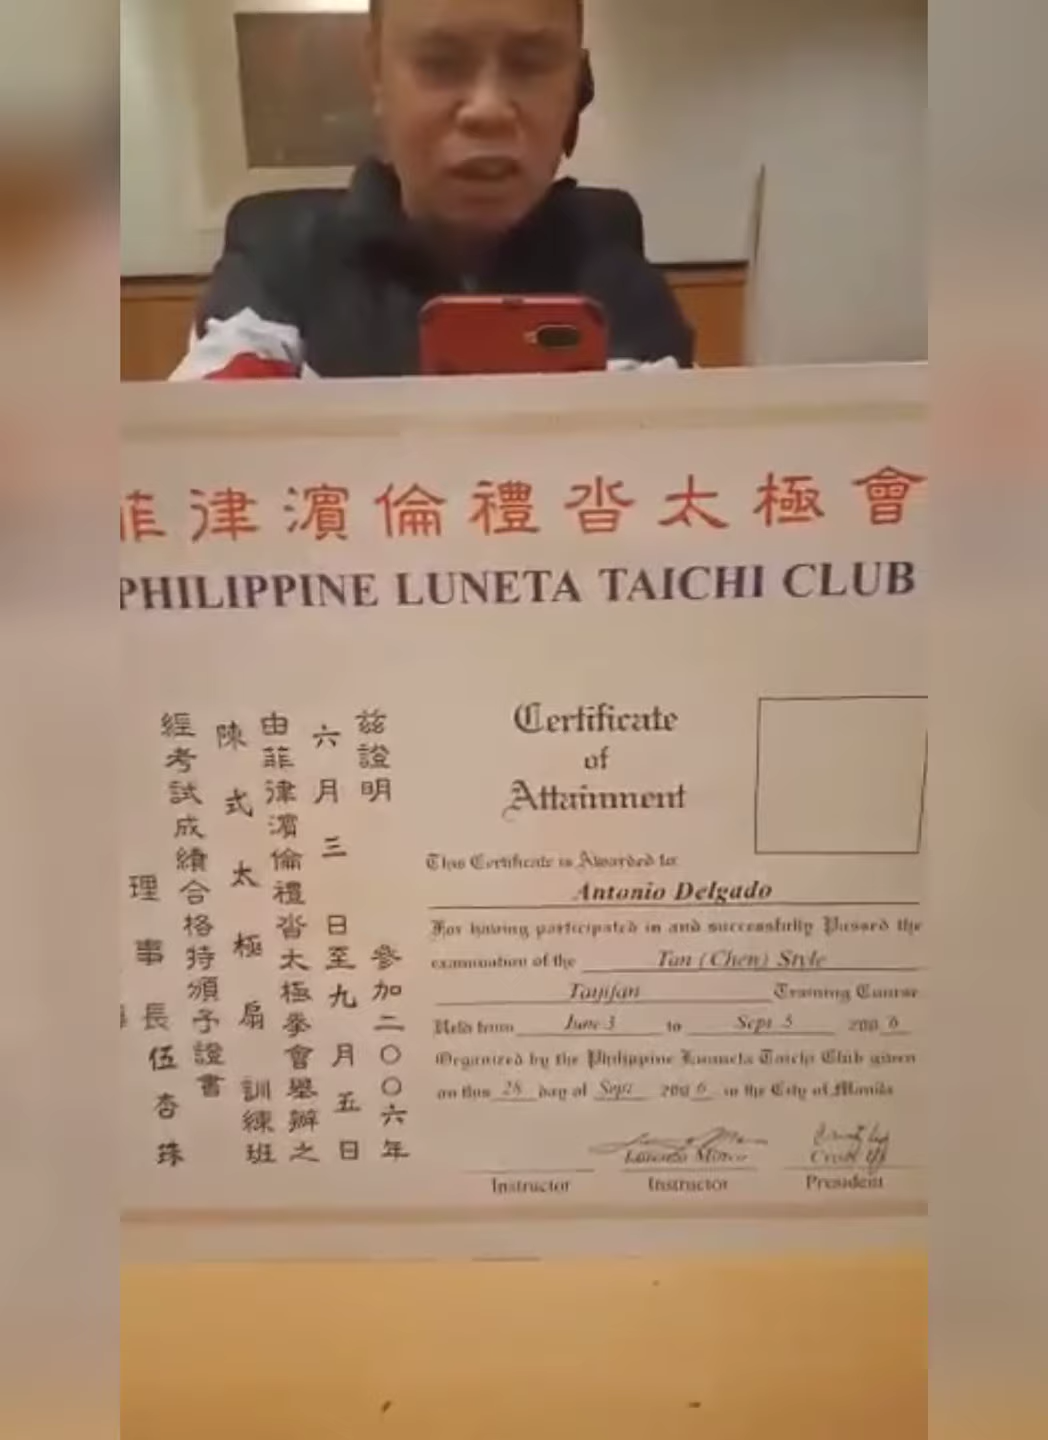 菲律濱倫禮沓太極會
PHILIPPINE LUNETA TAICHI CLUB
Certificate
of
Attainment
This Certificate is Awarded to:
Antonio Delgado
For having participated in and successfully Passed the
examination of the Tan (Chen) Style
Taijifan Training Course
Held from June 3 to Sept 5 2006
Organized by the Philippine Luneta Taichi Club given
on this 28 day of Sept 2006 in the City of Manila
Instructor
Instructor
President
茲證明
參加二〇〇六年
六月三日至九月五日
由菲律濱倫禮沓太極拳會舉辦之
陳式太極扇訓練班
經考試成績合格特頒予證書
理事長伍杏珠